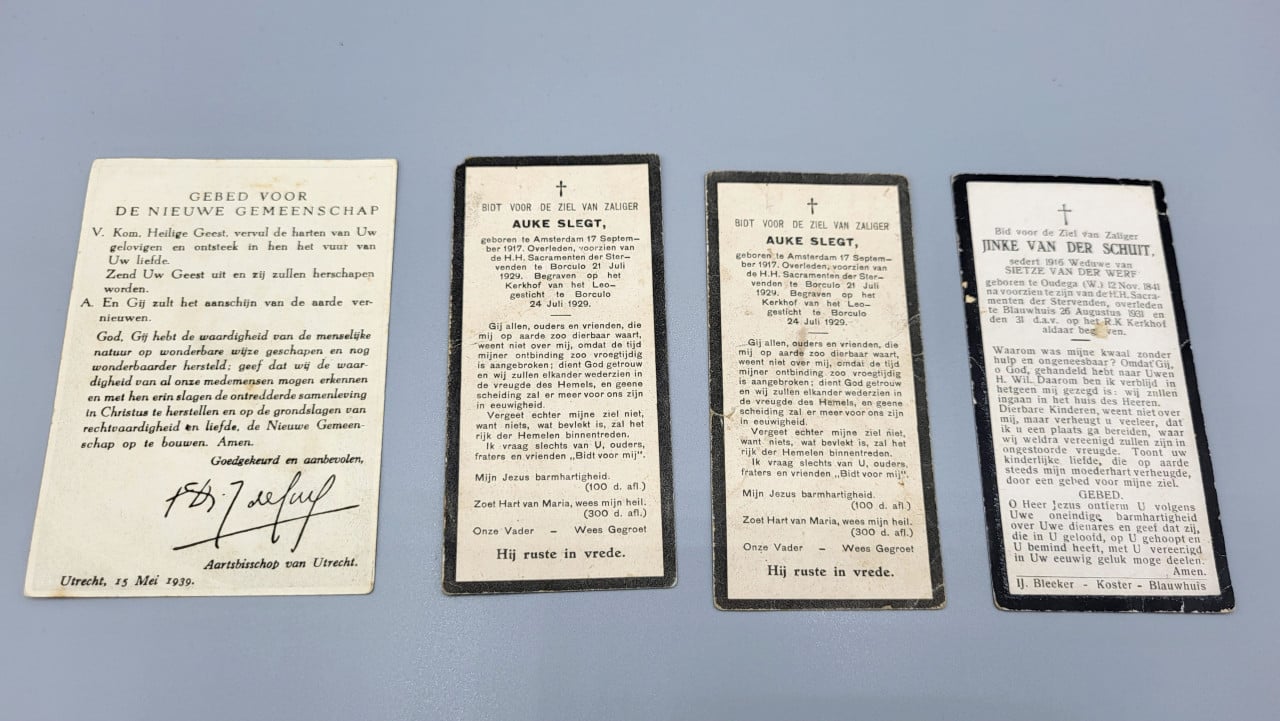 GEBED VOOR
DE NIEUWE GEMEENSCHAP
V. Kom, Heilige Geest, vervul de harten van Uw
gelovigen en ontsteek in hen het vuur van
Uw liefde.
Zend Uw Geest uit en zij zullen herschapen
worden.
A. En Gij zult het aanschijn van de aarde ver-
nieuwen.
God, Gij hebt de waardigheid van de menselijke
natuur op wonderbare wijze geschapen en nog
wonderbaarder hersteld; geef dat wij de waar-
digheid van al onze medemensen mogen erkennen
en met hen erin slagen de ontredderde samenleving
in Christus te herstellen en op de grondslagen van
rechtvaardigheid en liefde, de Nieuwe Gemeen-
schap op te bouwen. Amen.
Goedgekeurd en aanbevolen,
Aartsbisschop van Utrecht.
Utrecht, 15 Mei 1939.
BIDT VOOR DE ZIEL VAN ZALIGER
AUKE SLEGT,
geboren te Amsterdam 17 Septem-
ber 1917. Overleden, voorzien van
de H.H. Sacramenten der Ster-
venden te Borculo 21 Juli
1929. Begraven op het
Kerkhof van het Leo-
gesticht te Borculo
24 Juli 1929.
Gij allen, ouders en vrienden, die
mij op aarde zoo dierbaar waart,
weent niet over mij, omdat de tijd
mijner ontbinding zoo vroegtijdig
is aangebroken; dient God getrouw
en wij zullen elkander wederzien in
de vreugde des Hemels, en geene
scheiding zal er meer voor ons zijn
in eeuwigheid.
Vergeet echter mijne ziel niet,
want niets, wat bevlekt is, zal het
rijk der Hemelen binnentreden.
Ik vraag slechts van U, ouders,
fraters en vrienden „Bidt voor mij".
Mijn Jezus barmhartigheid.
(100 d. afl.)
Zoet Hart van Maria, wees mijn heil.
(300 d. afl.)
Onze Vader – Wees Gegroet
Hij ruste in vrede.
BIDT VOOR DE ZIEL VAN ZALIGER
AUKE SLEGT,
geboren te Amsterdam 17 Septem-
ber 1917. Overleden, voorzien van
de H.H. Sacramenten der Ster-
venden te Borculo 21 Juli
1929. Begraven op het
Kerkhof van het Leo-
gesticht te Borculo
24 Juli 1929.
Gij allen, ouders en vrienden, die
mij op aarde zoo dierbaar waart,
weent niet over mij, omdat de tijd
mijner ontbinding zoo vroegtijdig
is aangebroken; dient God getrouw
en wij zullen elkander wederzien in
de vreugde des Hemels, en geene
scheiding zal er meer voor ons zijn
in eeuwigheid.
Vergeet echter mijne ziel niet,
want niets, wat bevlekt is, zal het
rijk der Hemelen binnentreden.
Ik vraag slechts van U, ouders,
fraters en vrienden „Bidt voor mij".
Mijn Jezus barmhartigheid.
(100 d. afl.)
Zoet Hart van Maria, wees mijn heil.
(300 d. afl.)
Onze Vader – Wees Gegroet
Hij ruste in vrede.
Bid voor de Ziel van Zaliger
JINKE VAN DER SCHUIT,
sedert 1916 Weduwe van
SIETZE VAN DER WERF
geboren te Oudega (W.) 12 Nov. 1841
na voorzien te zijn van de H.H. Sacra-
menten der Stervenden, overleden
te Blauwhuis 26 Augustus 1931 en
den 31 d.a.v. op het R.K. Kerkhof
aldaar begraven.
Waarom was mijne kwaal zonder
hulp en ongeneesbaar? Omdat Gij,
o God, gehandeld hebt naar Uwen
H. Wil. Daarom ben ik verblijd in
hetgeen mij gezegd is: wij zullen
ingaan in het huis des Heeren.
Dierbare Kinderen, weent niet over
mij, maar verheugt u veeleer, daar
ik u een plaats ga bereiden, waar
wij weldra vereenigd zullen zijn in
ongestoorde vreugde. Toont uw
kinderlijke liefde, die op aarde
steeds mijn moederhart verheugde,
door een gebed voor mijne ziel.
GEBED.
O Heer Jezus ontferm U volgens
Uwe oneindige barmhartigheid
over Uwe dienares en geef dat zij,
die in U geloofd, op U gehoopt en
U bemind heeft, met U vereenigd
in Uw eeuwig geluk moge deelen.
Amen.
IJ. Bleeker - Koster - Blauwhuis